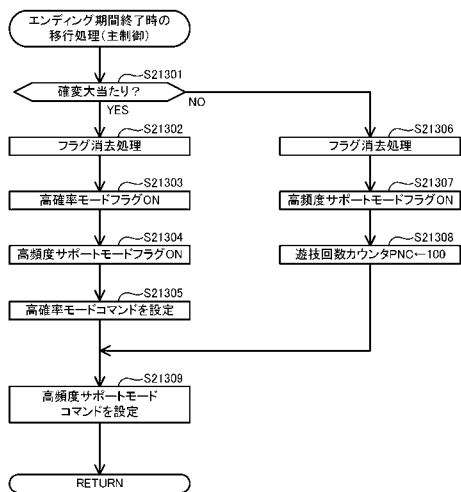 エンディング期間終了時の
移行処理(主制御)
S21301
確変大当たり?
YES
NO
S21302
フラグ消去処理
S21303
高確率モードフラグON
S21304
高頻度サポートモードフラグON
S21305
高確率モードコマンドを設定
S21306
フラグ消去処理
S21307
高頻度サポートモードフラグON
S21308
遊技回数カウンタPNC←100
S21309
高頻度サポートモード
コマンドを設定
RETURN